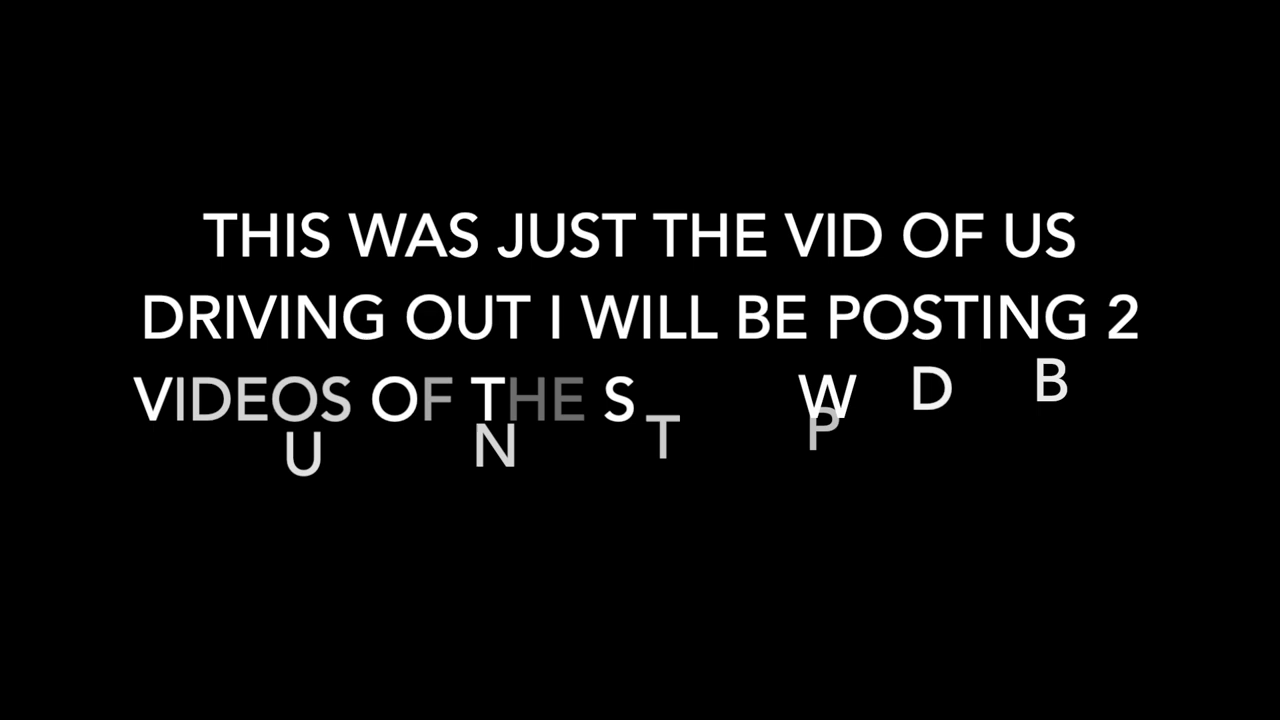 THIS WAS JUST THE VID OF US
DRIVING OUT I WILL BE POSTING 2
VIDEOS OF THE S W D B
U N T P